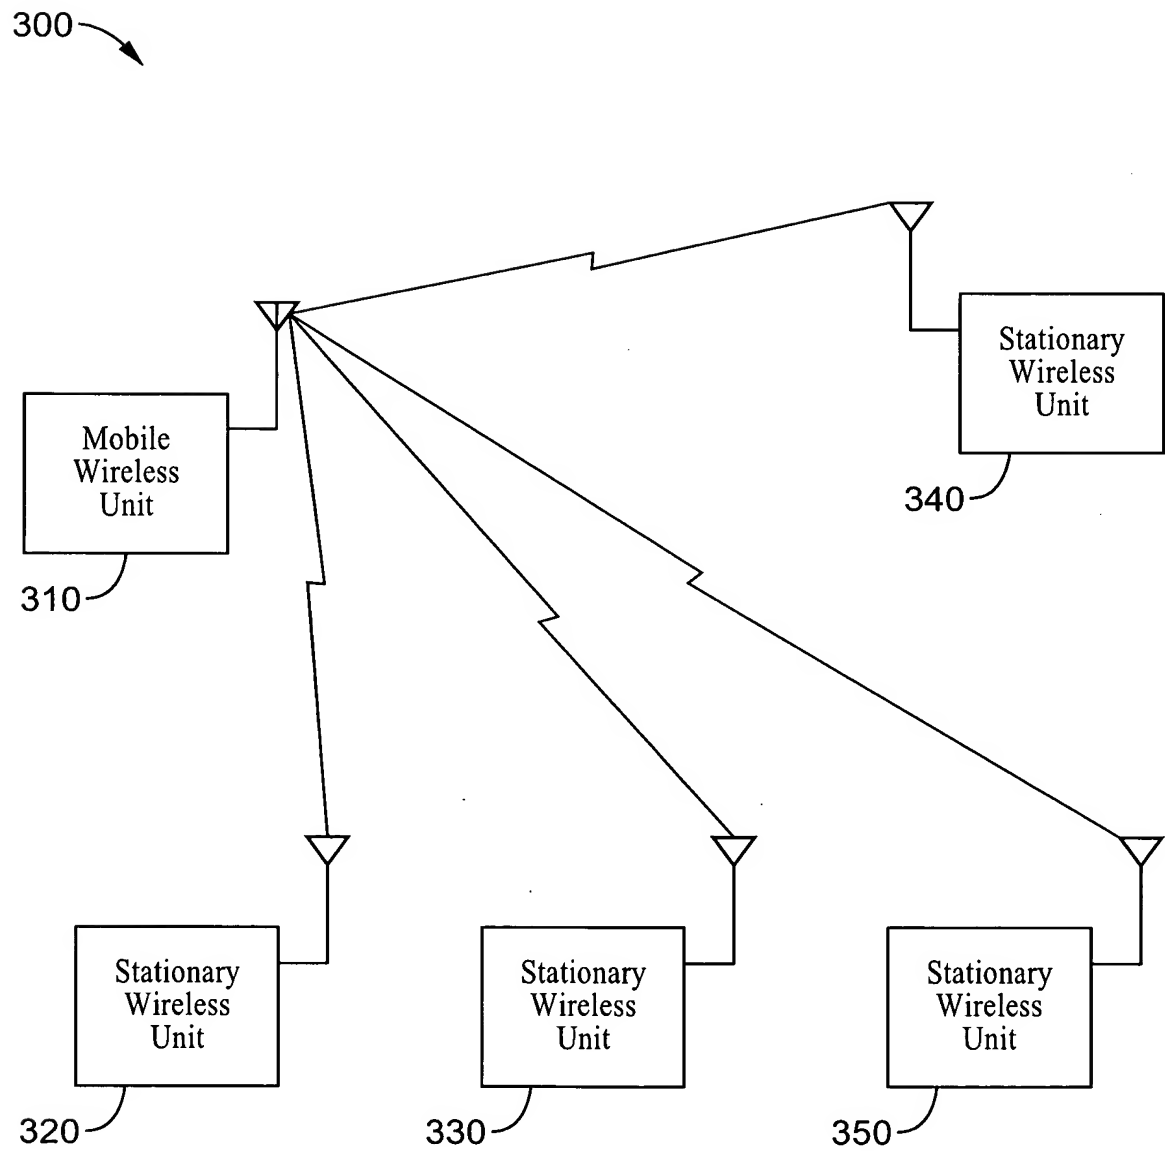 300
Stationary
Wireless
Unit
340
Mobile
Wireless
Unit
310
Stationary
Wireless
Unit
320
Stationary
Wireless
Unit
330
Stationary
Wireless
Unit
350